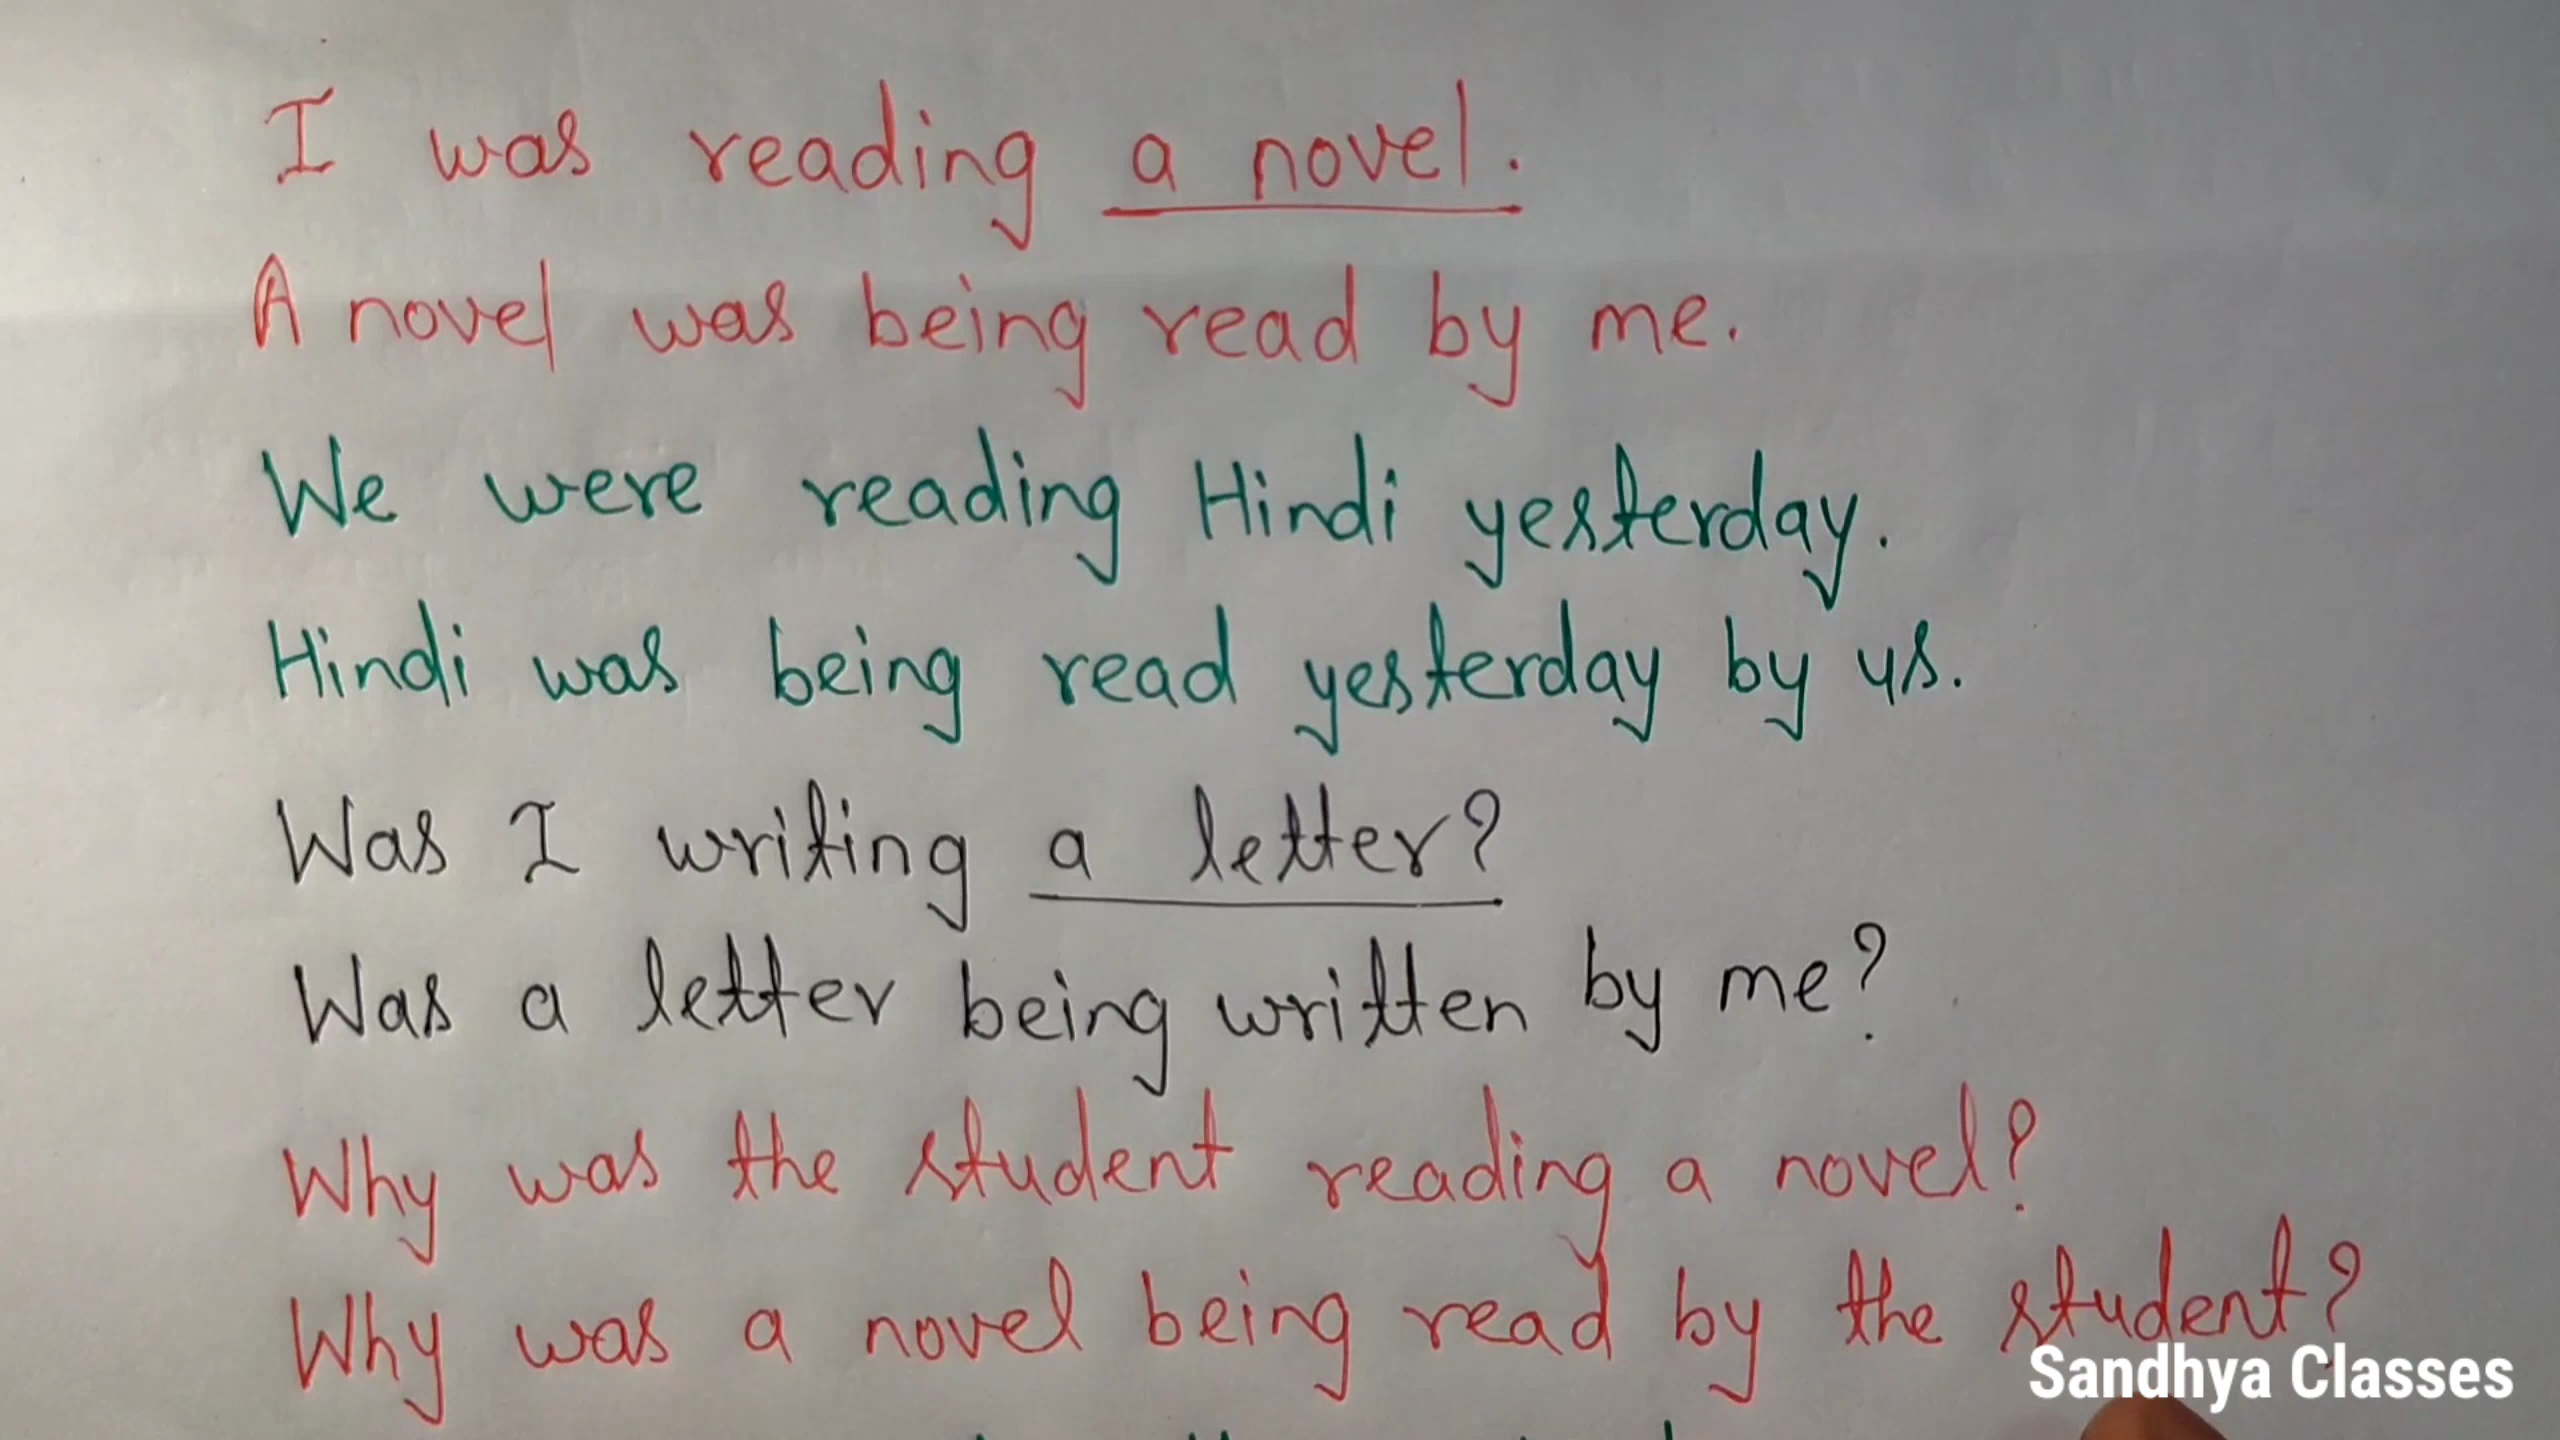 I was reading a novel.
A novel was being read by me.
We were reading Hindi yesterday.
Hindi was being read yesterday by us.
Was I writing a letter?
Was a letter being written by me?
Why was the student reading a novel?
Why was a novel being read by the student?
Sandhya Classes